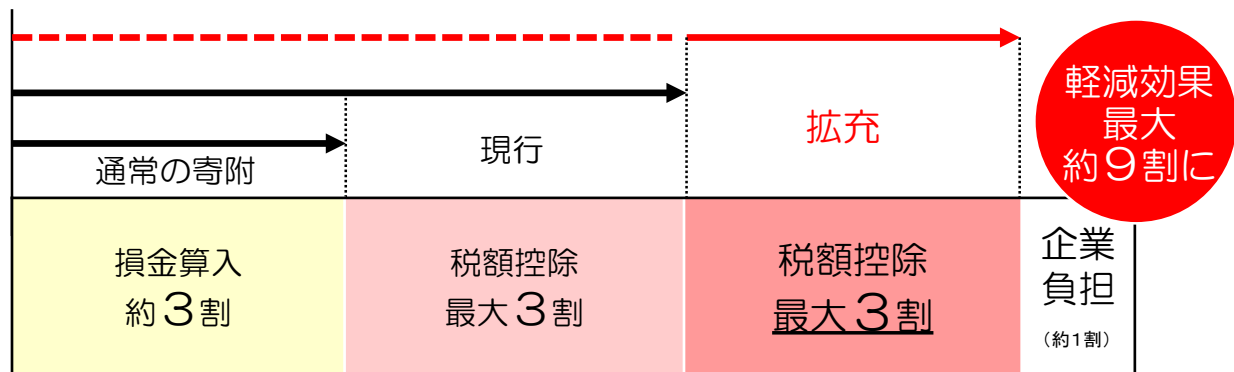 軽減効果
最大
約9割に
拡充
現行
通常の寄附
損金算入
約3割
税額控除
最大3割
税額控除
最大3割
企業
負担
（約1割）